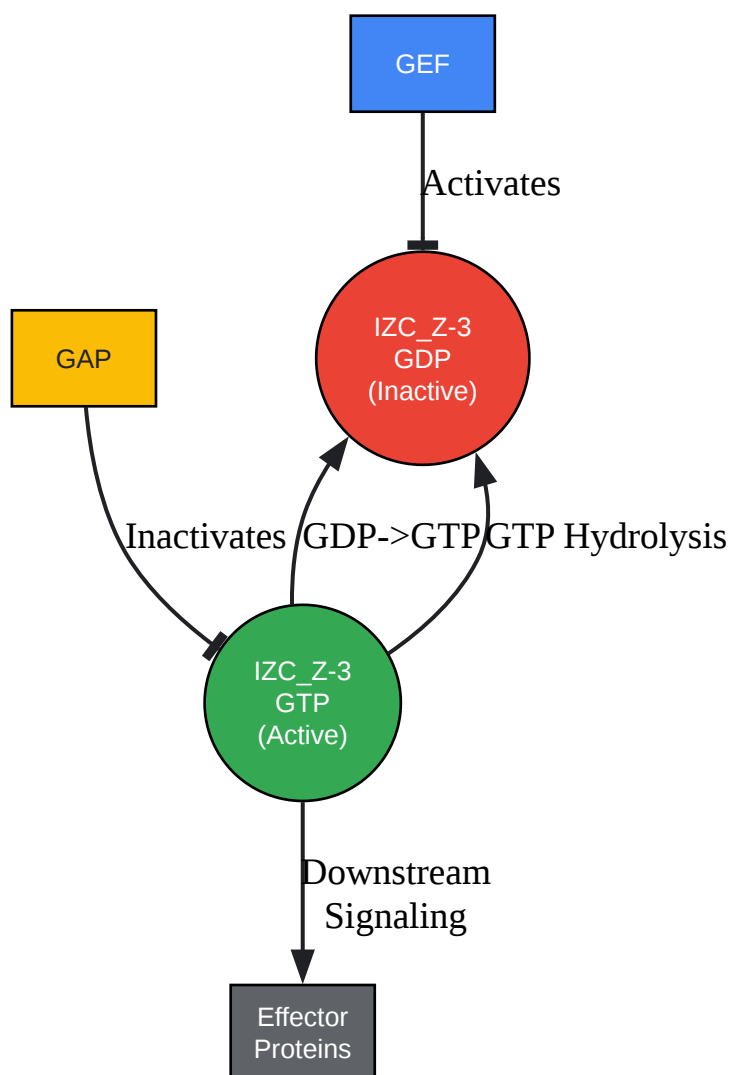 GEF
Activates
IZC_Z-3
GDP
(Inactive)
GAP
Inactivates
GDP->GTP
GTP Hydrolysis
IZC_Z-3
GTP
(Active)
Downstream
Signaling
Effector
Proteins